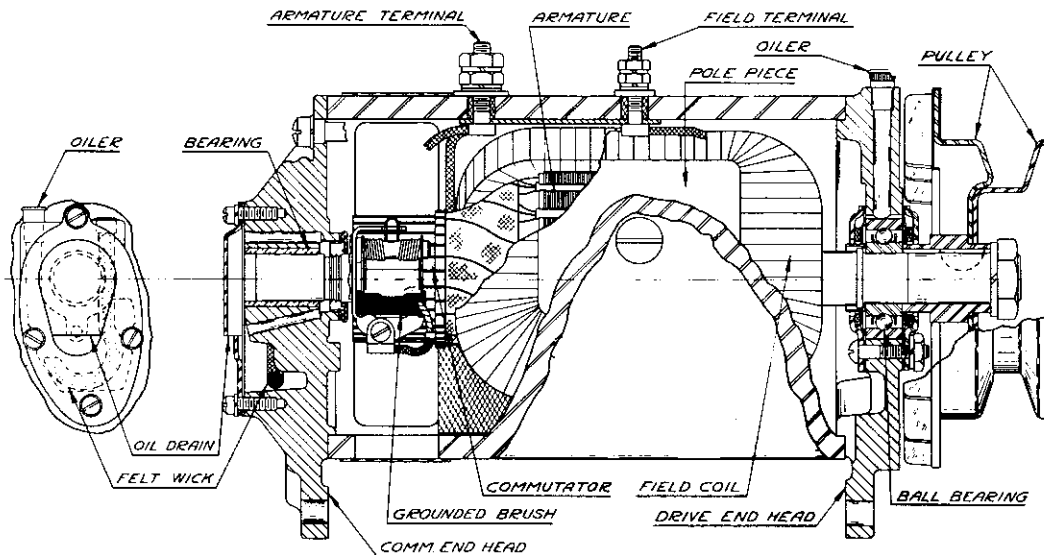 ARMATURE TERMINAL
ARMATURE
FIELD TERMINAL
OILER
PULLEY
POLE PIECE
OILER
BEARING
OIL DRAIN
FELT WICK
COMMUTATOR
FIELD COIL
BALL BEARING
GROUNDED BRUSH
DRIVE END HEAD
COMM. END HEAD